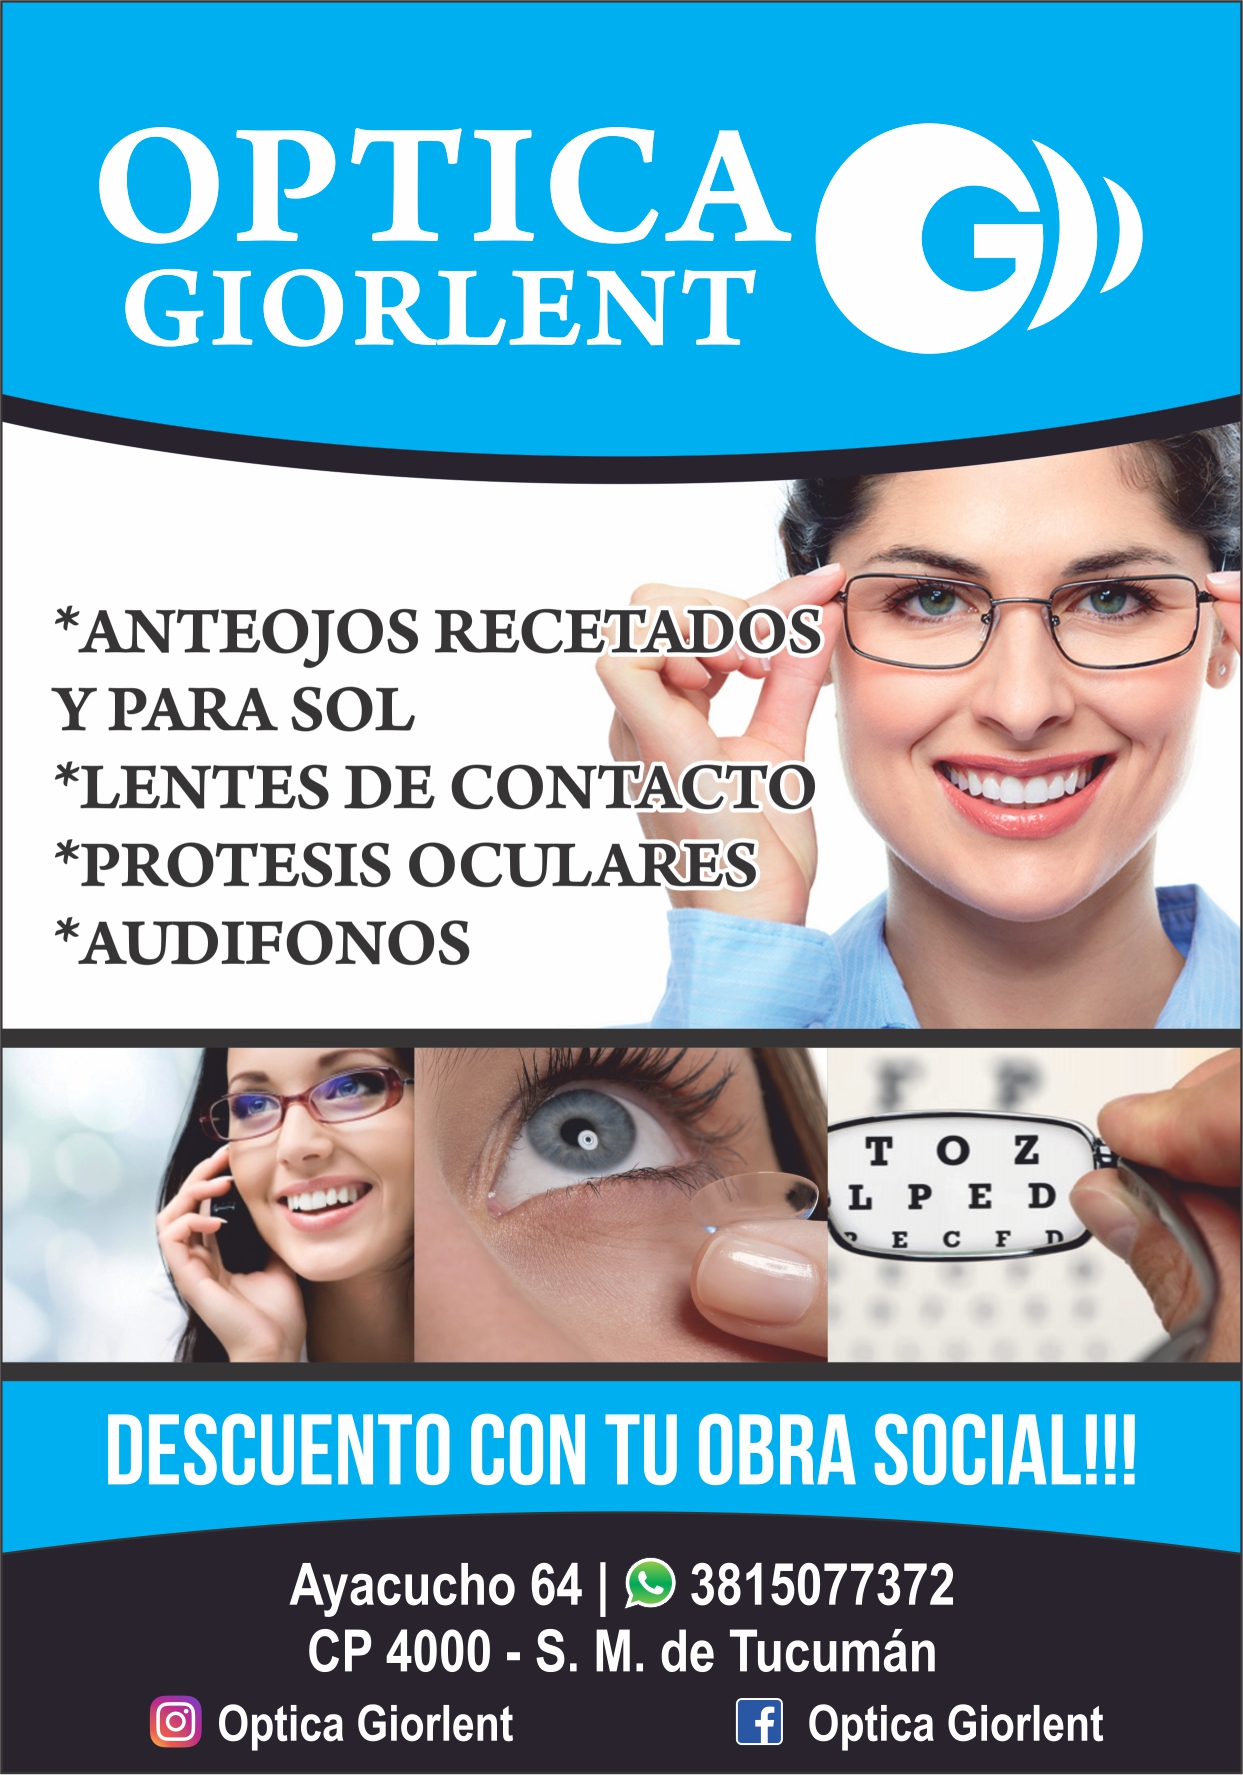 OPTICA
GIORLENT
G
*ANTEOJOS RECETADOS
Y PARA SOL
*LENTES DE CONTACTO
*PROTESIS OCULARES
*AUDIFONOS
T O Z
L P E D
P E C F D
DESCUENTO CON TU OBRA SOCIAL!!!
Ayacucho 64 | 3815077372
CP 4000 - S. M. de Tucumán
Optica Giorlent
Optica Giorlent